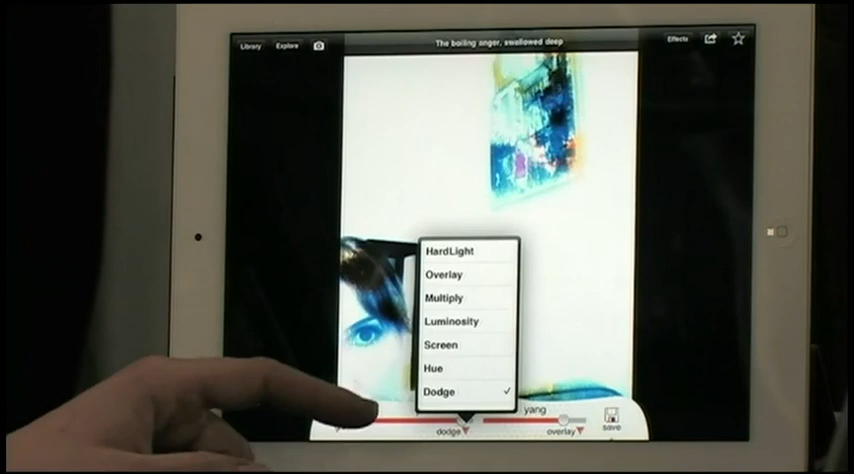 Library Explore The boiling anger, swallowed deep Effects
HardLight
Overlay
Multiply
Luminosity
Screen
Hue
Dodge
yang
dodge overlay save